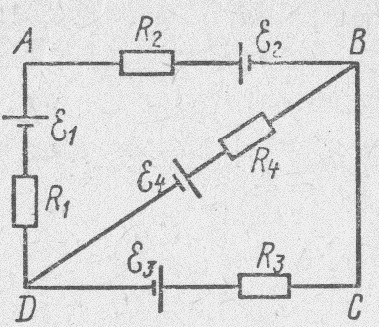 A R₂ ℰ₂ B
ℰ₁
R₁ ℰ₄ R₄
ℰ₃ R₃
D C